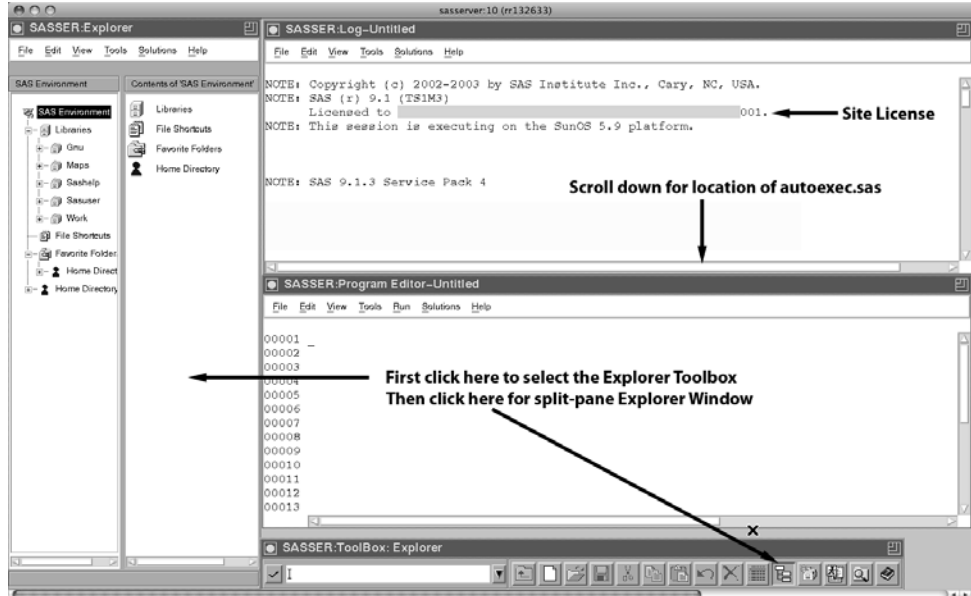 sasserver:10 (rr132633)
SASSER:Explorer
File Edit View Tools Solutions Help
SAS Environment
Contents of 'SAS Environment'
SAS Environment
Libraries
Gnu
Maps
Sashelp
Sasuser
Work
File Shortcuts
Favorite Folder
Home Direct
Home Directory
Libraries
File Shortcuts
Favorite Folders
Home Directory
SASSER:Log-Untitled
File Edit View Tools Solutions Help
NOTE: Copyright (c) 2002-2003 by SAS Institute Inc., Cary, NC, USA.
NOTE: SAS (r) 9.1 (TS1M3)
Licensed to 001.
Site License
NOTE: This session is executing on the SunOS 5.9 platform.
NOTE: SAS 9.1.3 Service Pack 4
Scroll down for location of autoexec.sas
SASSER:Program Editor-Untitled
File Edit View Tools Run Solutions Help
00001
00002
00003
00004
00005
00006
00007
00008
00009
00010
00011
00012
00013
First click here to select the Explorer Toolbox
Then click here for split-pane Explorer Window
x
SASSER:ToolBox: Explorer